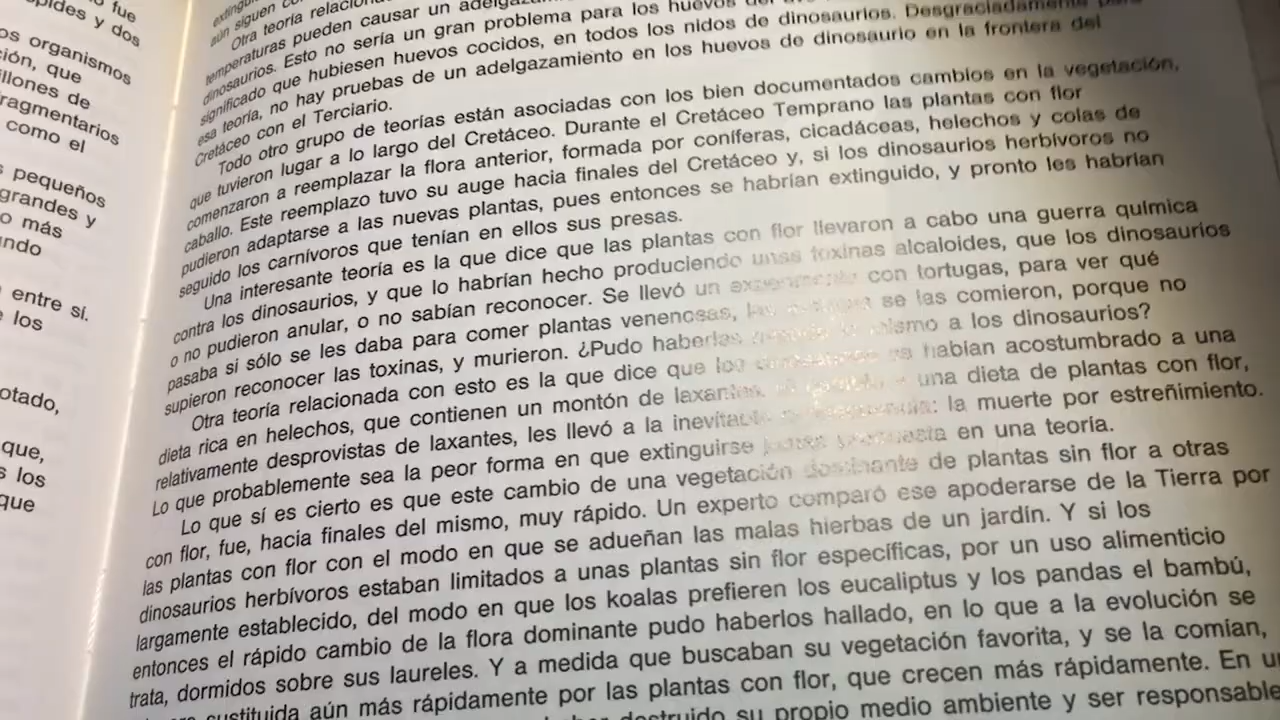 fue
y dos
os organismos
ción, que
illones de
ragmentarios
como el
pequeños
grandes y
o más
ando
entre sí.
los
otado,
que,
s los
que
aún siguen
Otra teoría
temperaturas pueden causar un
dinosaurios. Esto no sería un gran problema para los huevos
significado que hubiesen huevos cocidos, en todos los nidos de dinosaurios. Desgraciadamente
esa teoría, no hay pruebas de un adelgazamiento en los huevos de dinosaurio en la frontera del
Cretáceo con el Terciario.
Todo otro grupo de teorías están asociadas con los bien documentados cambios en la vegetación,
que tuvieron lugar a lo largo del Cretáceo. Durante el Cretáceo Temprano las plantas con flor
comenzaron a reemplazar la flora anterior, formada por coníferas, cicadáceas, helechos y colas de
caballo. Este reemplazo tuvo su auge hacia finales del Cretáceo y, si los dinosaurios herbívoros no
pudieron adaptarse a las nuevas plantas, pues entonces se habrían extinguido, y pronto les habrían
seguido los carnívoros que tenían en ellos sus presas.
Una interesante teoría es la que dice que las plantas con flor llevaron a cabo una guerra química
contra los dinosaurios, y que lo habrían hecho produciendo unas toxinas alcaloides, que los dinosaurios
o no pudieron anular, o no sabían reconocer. Se llevó un experimento con tortugas, para ver qué
pasaba si sólo se les daba para comer plantas venenosas, se las comieron, porque no
supieron reconocer las toxinas, y murieron. ¿Pudo haberles mismo a los dinosaurios?
Otra teoría relacionada con esto es la que dice que los habían acostumbrado a una
dieta rica en helechos, que contienen un montón de laxantes, una dieta de plantas con flor,
relativamente desprovistas de laxantes, les llevó a la inevitable la muerte por estreñimiento.
Lo que probablemente sea la peor forma en que extinguirse en una teoría.
Lo que sí es cierto es que este cambio de una vegetación dominante de plantas sin flor a otras
con flor, fue, hacia finales del mismo, muy rápido. Un experto comparó ese apoderarse de la Tierra por
las plantas con flor con el modo en que se adueñan las malas hierbas de un jardín. Y si los
dinosaurios herbívoros estaban limitados a unas plantas sin flor específicas, por un uso alimenticio
largamente establecido, del modo en que los koalas prefieren los eucaliptus y los pandas el bambú,
entonces el rápido cambio de la flora dominante pudo haberlos hallado, en lo que a la evolución se
trata, dormidos sobre sus laureles. Y a medida que buscaban su vegetación favorita, y se la comían,
sustituida aún más rápidamente por las plantas con flor, que crecen más rápidamente. En
destruido su propio medio ambiente y ser responsable